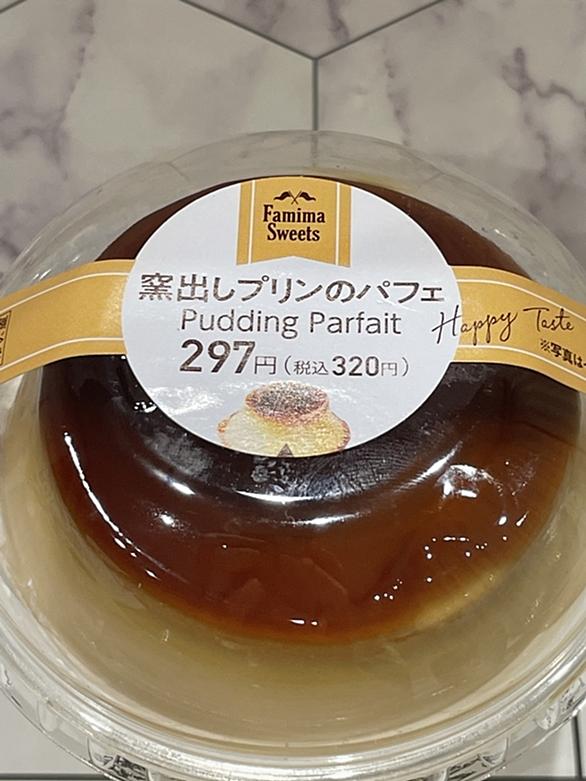 Famima
Sweets
窯出しプリンのパフェ
Pudding Parfait
297円(税込320円)
Happy Taste
※写真は